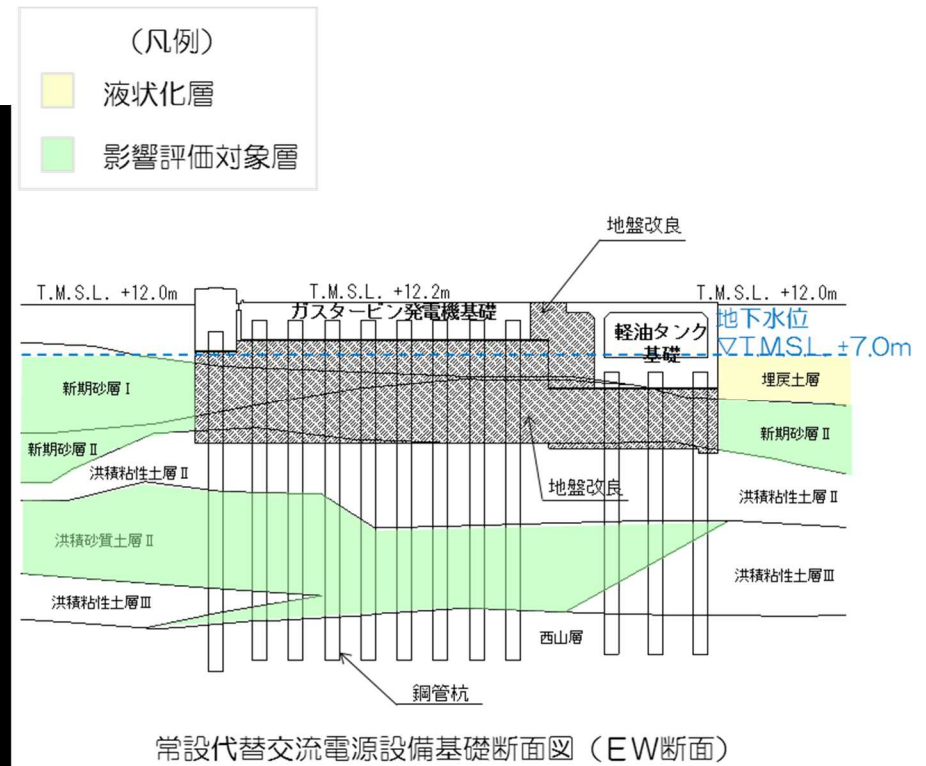 （凡例）
液状化層
影響評価対象層
地盤改良
T.M.S.L. +12.0m
T.M.S.L. +12.2m
T.M.S.L. +12.0m
ガスタービン発電機基礎
地下水位
軽油タンク
基礎
▽T.M.S.L. +7.0m
新期砂層Ⅰ
埋戻土層
新期砂層Ⅱ
新期砂層Ⅱ
洪積粘性土層Ⅱ
地盤改良
洪積粘性土層Ⅱ
洪積砂質土層Ⅱ
洪積粘性土層Ⅲ
洪積粘性土層Ⅲ
西山層
鋼管杭
常設代替交流電源設備基礎断面図（EW断面）